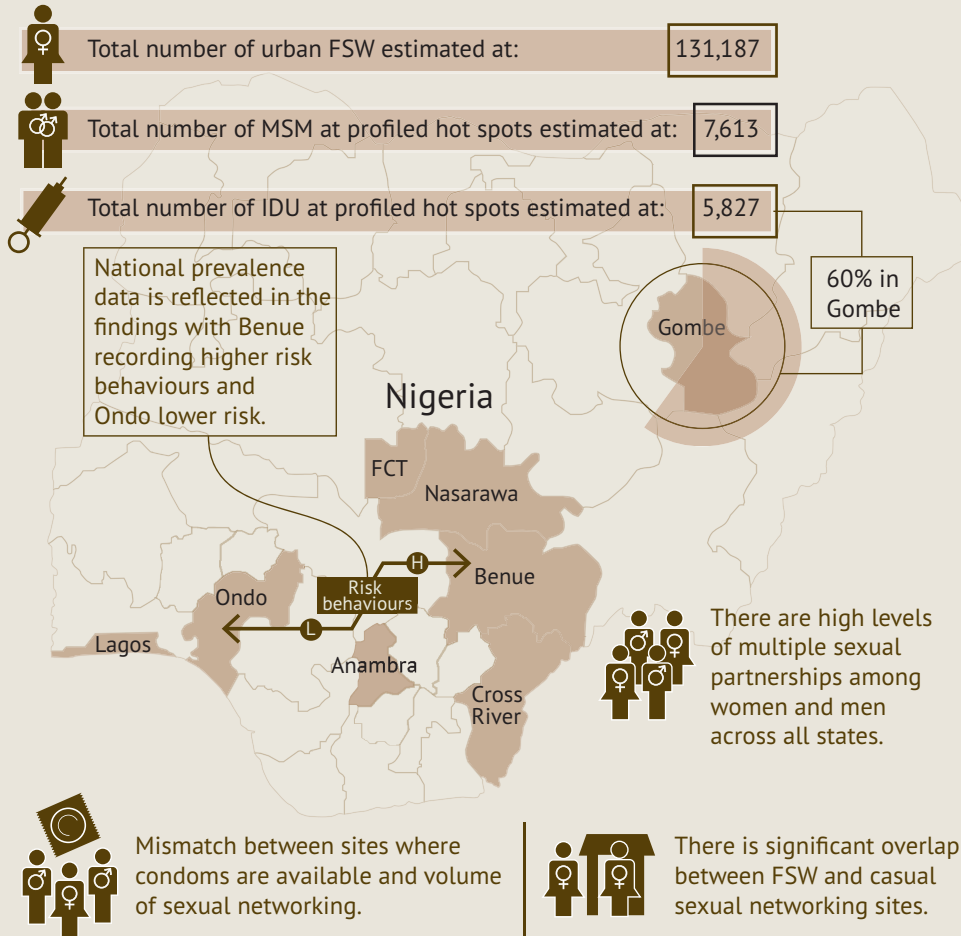 Total number of urban FSW estimated at: 131,187
Total number of MSM at profiled hot spots estimated at: 7,613
Total number of IDU at profiled hot spots estimated at: 5,827
National prevalence
data is reflected in the
findings with Benue
recording higher risk
behaviours and
Ondo lower risk.
60% in
Gombe
Gombe
Nigeria
FCT
Nasarawa
H
Benue
Risk
behaviours
Ondo
L
Lagos
Anambra
Cross
River
There are high levels
of multiple sexual
partnerships among
women and men
across all states.
Mismatch between sites where
condoms are available and volume
of sexual networking.
There is significant overlap
between FSW and casual
sexual networking sites.